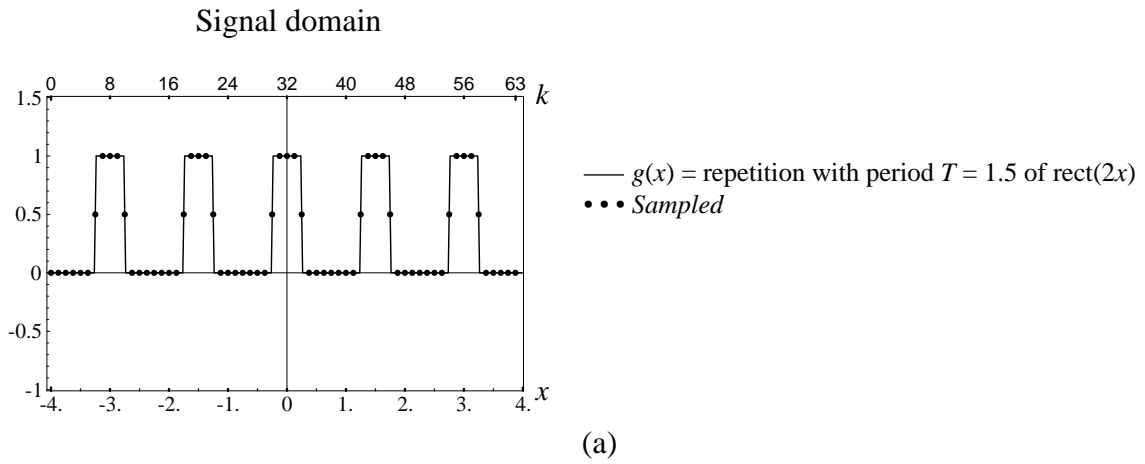 Signal domain
0 8 16 24 32 40 48 56 63 k
1.5
1
0.5
0
-0.5
-1
-4. -3. -2. -1. 0 1. 2. 3. 4. x
g(x) = repetition with period T = 1.5 of rect(2x)
Sampled
(a)